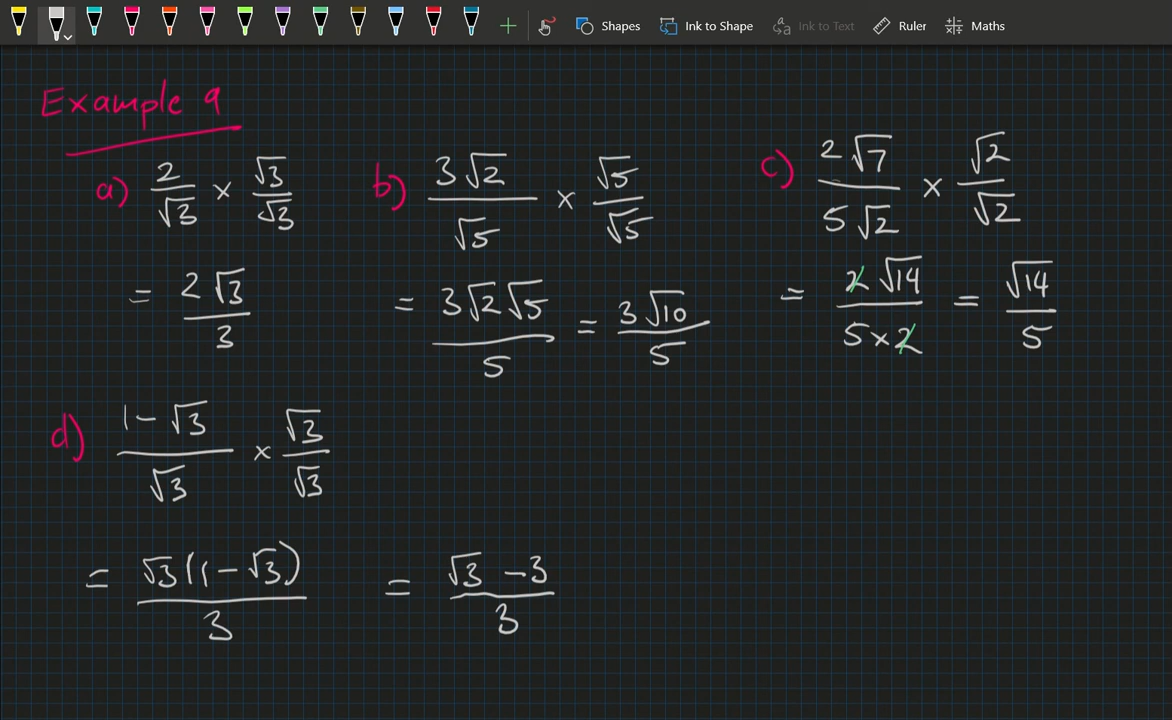 Shapes Ink to Shape Ink to Text Ruler Maths
Example 9
a) 2/√3 × √3/√3
= 2√3/3
b) 3√2/√5 × √5/√5
= 3√2√5/5 = 3√10/5
c) 2√7/5√2 × √2/√2
= 2√14/5×2 = √14/5
d) 1-√3/√3 × √3/√3
= √3(1-√3)/3 = √3-3/3